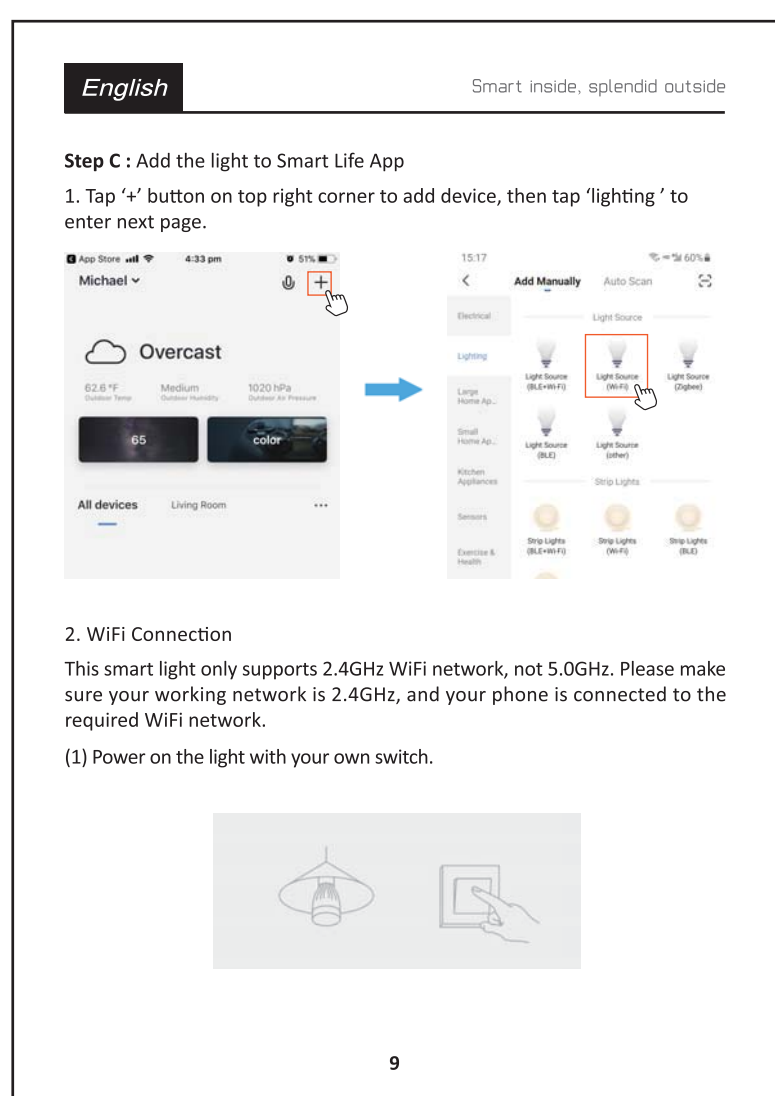 English
Smart inside, splendid outside
Step C : Add the light to Smart Life App
1. Tap ‘+’ button on top right corner to add device, then tap ‘lighting ’ to
enter next page.
App Store 4:33 pm 51%
Michael
Overcast
62.6 °F Medium 1020 hPa
Outdoor Temp Outdoor Humidity Outdoor Air Pressure
65 color
All devices Living Room ...
15:17 60%
Add Manually Auto Scan
Electrical
Lighting
Large
Home Ap...
Small
Home Ap...
Kitchen
Appliances
Sensors
Exercise &
Health
Light Source
Light Source
(BLE+Wi-Fi)
Light Source
(Wi-Fi)
Light Source
(Zigbee)
Light Source
(BLE)
Light Source
(other)
Strip Lights
Strip Lights
(BLE+Wi-Fi)
Strip Lights
(Wi-Fi)
Strip Lights
(BLE)
2. WiFi Connection
This smart light only supports 2.4GHz WiFi network, not 5.0GHz. Please make
sure your working network is 2.4GHz, and your phone is connected to the
required WiFi network.
(1) Power on the light with your own switch.
9